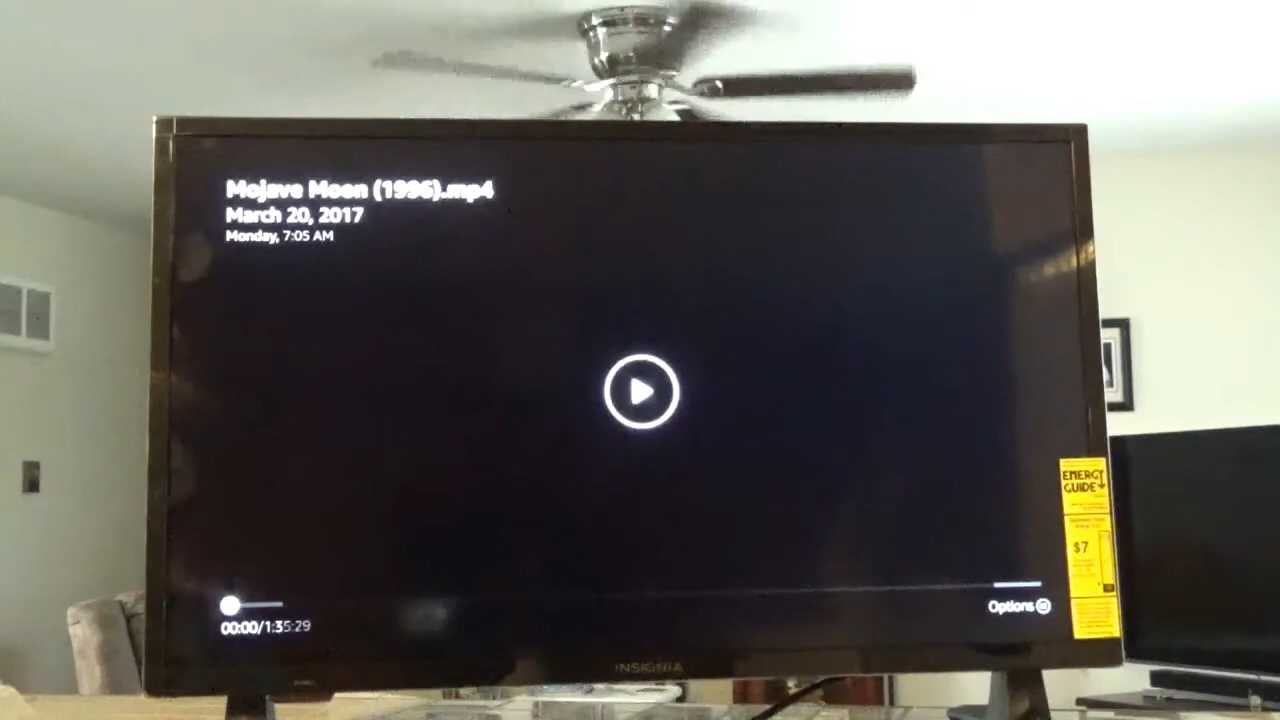 Mojave Moon (1996).mp4
March 20, 2017
Monday, 7:05 AM
00:00/1:35:29
Options
INSIGNIA
ENERGY
GUIDE
$7